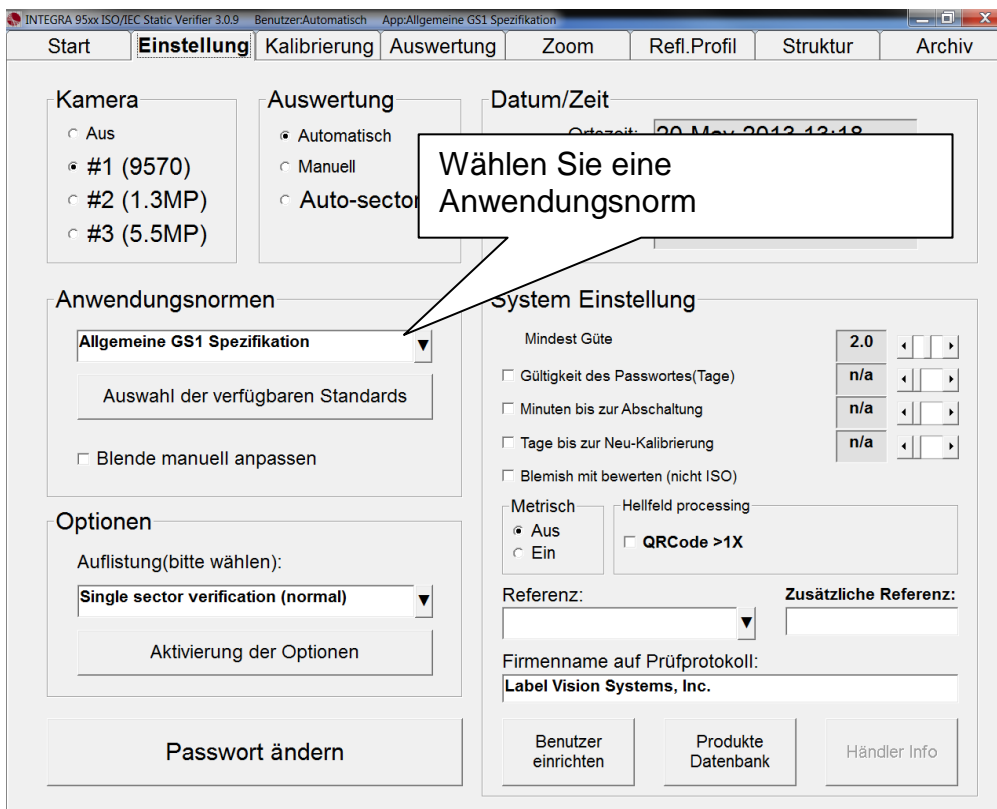 INTEGRA 95xx ISO/IEC Static Verifier 3.0.9 Benutzer:Automatisch App:Allgemeine GS1 Spezifikation
Start Einstellung Kalibrierung Auswertung Zoom Refl.Profil Struktur Archiv
Kamera
Aus
#1 (9570)
#2 (1.3MP)
#3 (5.5MP)
Auswertung
Automatisch
Manuell
Auto-sector
Datum/Zeit
Ortszeit: 20-May-2013 13:18
Wählen Sie eine
Anwendungsnorm
Anwendungsnormen
Allgemeine GS1 Spezifikation
Auswahl der verfügbaren Standards
Blende manuell anpassen
Optionen
Auflistung(bitte wählen):
Single sector verification (normal)
Aktivierung der Optionen
Passwort ändern
System Einstellung
Mindest Güte 2.0
Gültigkeit des Passwortes(Tage) n/a
Minuten bis zur Abschaltung n/a
Tage bis zur Neu-Kalibrierung n/a
Blemish mit bewerten (nicht ISO)
Metrisch
Aus
Ein
Hellfeld processing
QRCode >1X
Referenz:
Zusätzliche Referenz:
Firmenname auf Prüfprotokoll:
Label Vision Systems, Inc.
Benutzer
einrichten
Produkte
Datenbank
Händler Info